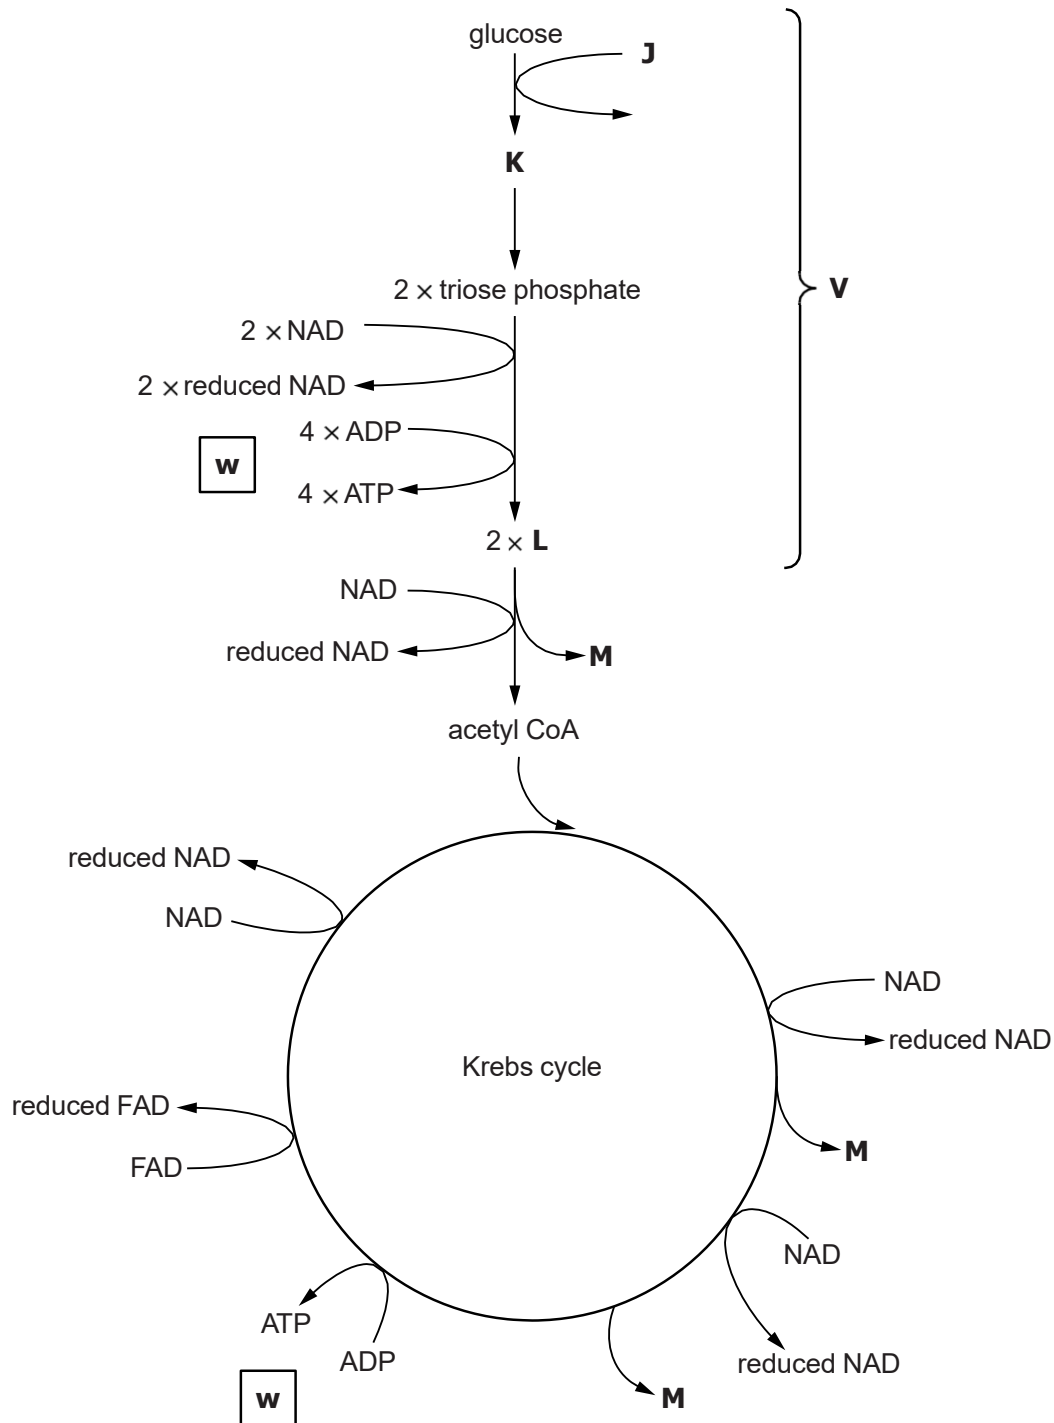 glucose
J
K
2 × triose phosphate
V
2 × NAD
2 × reduced NAD
4 × ADP
w
4 × ATP
2 × L
NAD
reduced NAD
M
acetyl CoA
reduced NAD
NAD
NAD
reduced NAD
Krebs cycle
reduced FAD
FAD
M
NAD
ATP
ADP
reduced NAD
w
M